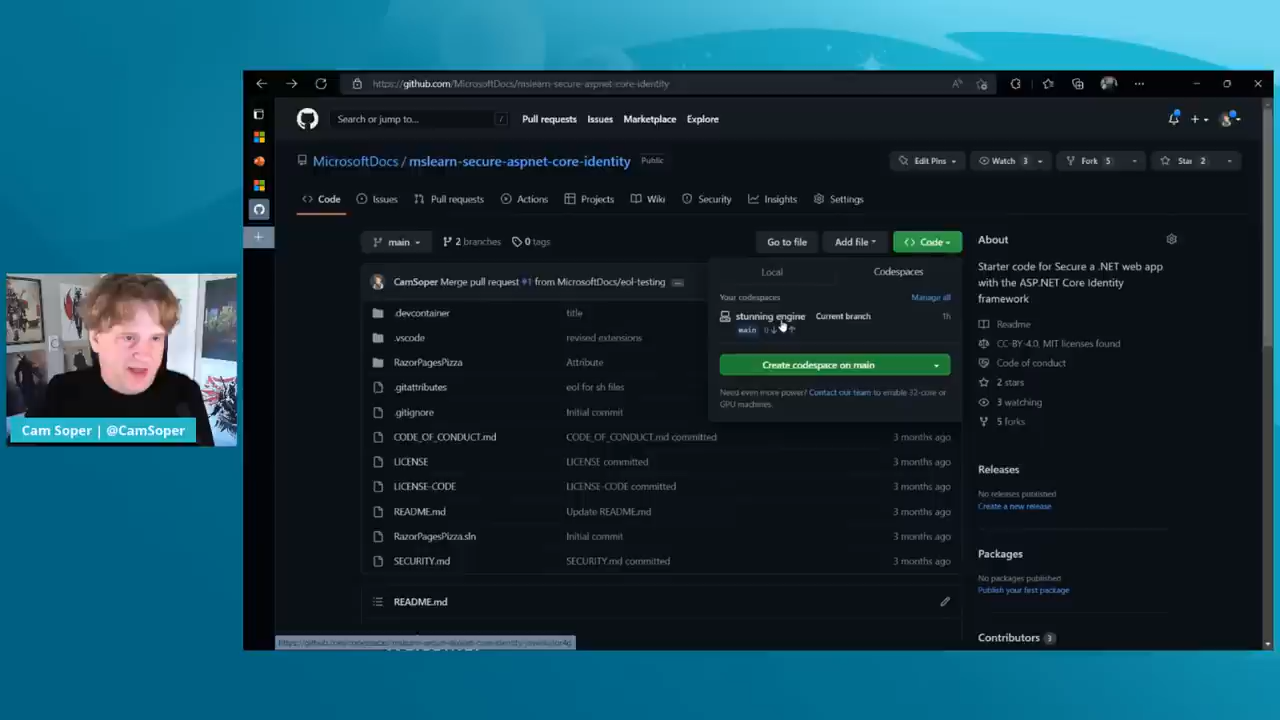 https://github.com/MicrosoftDocs/mslearn-secure-aspnet-core-identity
Search or jump to...
/
Pull requests
Issues
Marketplace
Explore
MicrosoftDocs / mslearn-secure-aspnet-core-identity
Public
Edit Pins
Watch 3
Fork 5
Star 2
Code
Issues
Pull requests
Actions
Projects
Wiki
Security
Insights
Settings
main
2 branches
0 tags
Go to file
Add file
Code
About
Local
Codespaces
Starter code for Secure a .NET web app
with the ASP.NET Core Identity
framework
CamSoper Merge pull request #1 from MicrosoftDocs/eol-testing
Your codespaces
Manage all
stunning engine
Current branch
1h
main 0
Create codespace on main
Need even more power? Contact our team to enable 32-core or
GPU machines.
.devcontainer
title
.vscode
revised extensions
RazorPagesPizza
Attribute
.gitattributes
eol for sh files
.gitignore
Initial commit
CODE_OF_CONDUCT.md
CODE_OF_CONDUCT.md committed
3 months ago
LICENSE
LICENSE committed
3 months ago
LICENSE-CODE
LICENSE-CODE committed
3 months ago
README.md
Update README.md
3 months ago
RazorPagesPizza.sln
Initial commit
3 months ago
SECURITY.md
SECURITY.md committed
3 months ago
README.md
Readme
CC-BY-4.0, MIT licenses found
Code of conduct
2 stars
3 watching
5 forks
Releases
No releases published
Create a new release
Packages
No packages published
Publish your first package
Contributors 3
Cam Soper | @CamSoper